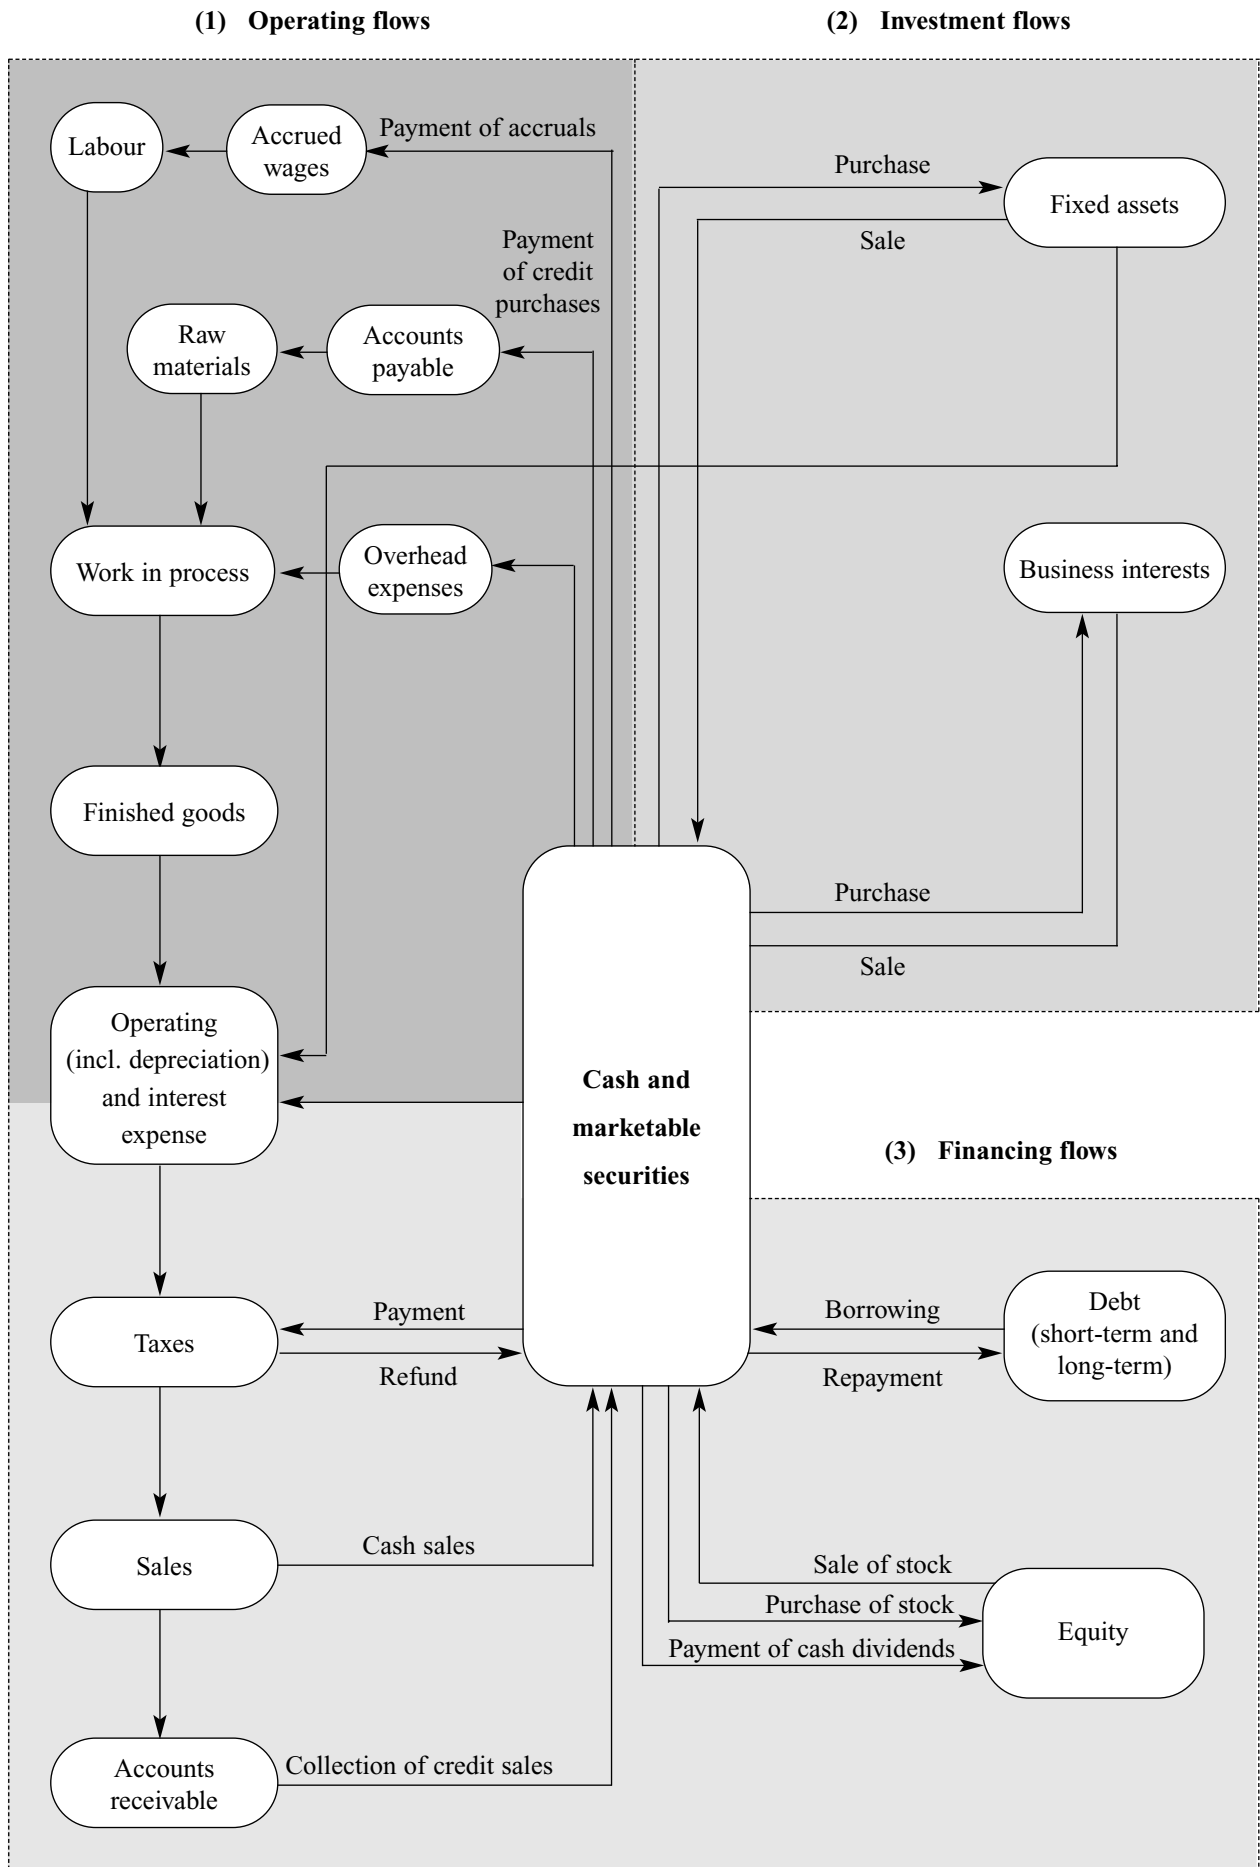 (1) Operating flows
(2) Investment flows
Labour
Accrued
wages
Payment of accruals
Purchase
Fixed assets
Sale
Payment
of credit
purchases
Raw
materials
Accounts
payable
Work in process
Overhead
expenses
Business interests
Finished goods
Purchase
Sale
Operating
(incl. depreciation)
and interest
expense
Cash and
marketable
securities
(3) Financing flows
Taxes
Payment
Refund
Borrowing
Repayment
Debt
(short-term and
long-term)
Sales
Cash sales
Sale of stock
Purchase of stock
Payment of cash dividends
Equity
Accounts
receivable
Collection of credit sales